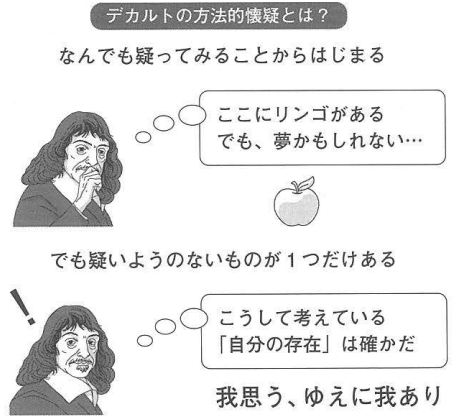 デカルトの方法的懐疑とは？
なんでも疑ってみることからはじまる
ここにリンゴがある
でも、夢かもしれない…
でも疑いようのないものが1つだけある
!
こうして考えている
「自分の存在」は確かだ
我思う、ゆえに我あり